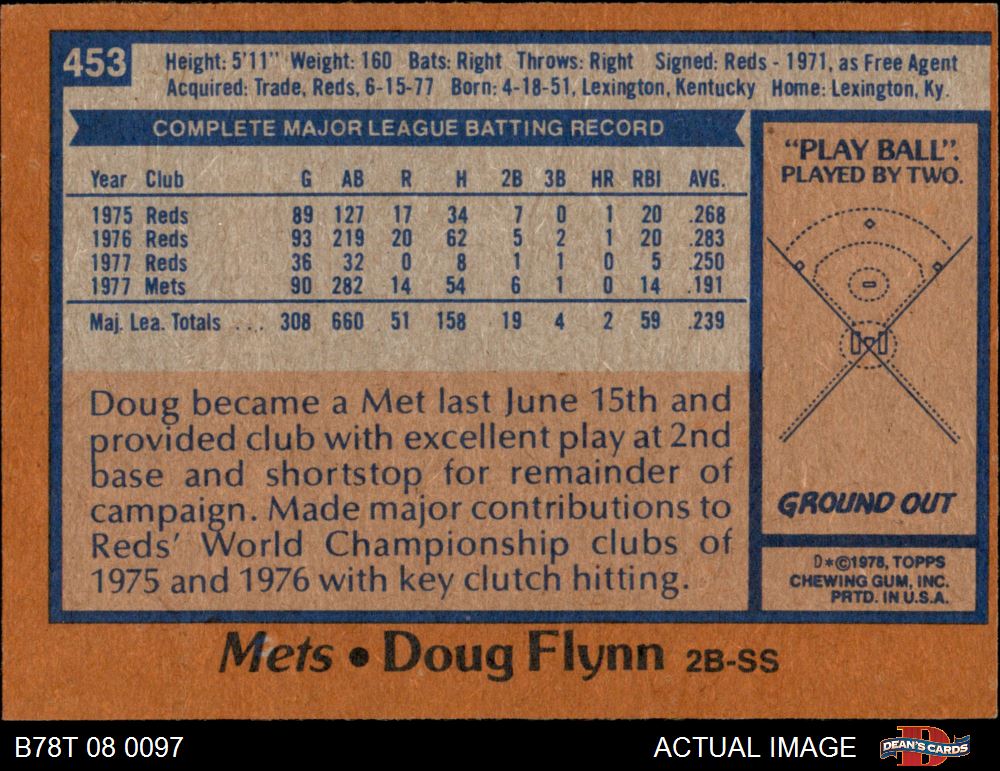 453
Height: 5'11" Weight: 160 Bats: Right Throws: Right Signed: Reds - 1971, as Free Agent
Acquired: Trade, Reds, 6-15-77 Born: 4-18-51, Lexington, Kentucky Home: Lexington, Ky.
COMPLETE MAJOR LEAGUE BATTING RECORD
Year Club G AB R H 2B 3B HR RBI AVG.
1975 Reds 89 127 17 34 7 0 1 20 .268
1976 Reds 93 219 20 62 5 2 1 20 .283
1977 Reds 36 32 0 8 1 1 0 5 .250
1977 Mets 90 282 14 54 6 1 0 14 .191
Maj. Lea. Totals ... 308 660 51 158 19 4 2 59 .239
Doug became a Met last June 15th and
provided club with excellent play at 2nd
base and shortstop for remainder of
campaign. Made major contributions to
Reds' World Championship clubs of
1975 and 1976 with key clutch hitting.
"PLAY BALL".
PLAYED BY TWO.
GROUND OUT
D*©1978, TOPPS
CHEWING GUM, INC.
PRTD. IN U.S.A.
Mets • Doug Flynn 2B-SS
B78T 08 0097
ACTUAL IMAGE
D
DEAN'S CARDS